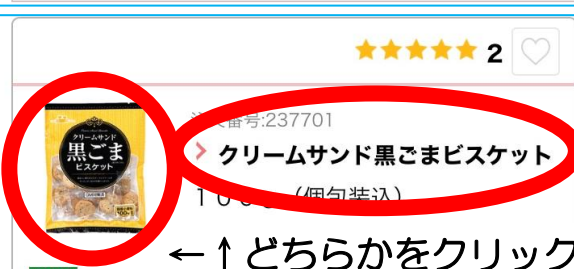 ★★★★★ 2
注文番号:237701
クリームサンド黒ごまビスケット
クリームサンド
黒ごま
ビスケット
(個包装込)
←↑どちらかをクリック